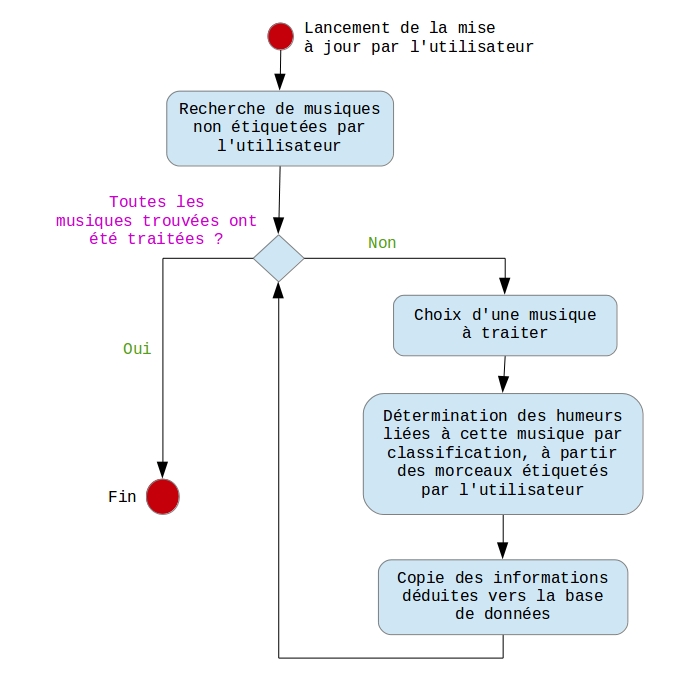 Lancement de la mise
à jour par l'utilisateur
Recherche de musiques
non étiquetées par
l'utilisateur
Toutes les
musiques trouvées ont
été traitées ?
Non
Choix d'une musique
à traiter
Oui
Détermination des humeurs
liées à cette musique par
classification, à partir
des morceaux étiquetés
par l'utilisateur
Fin
Copie des informations
déduites vers la base
de données